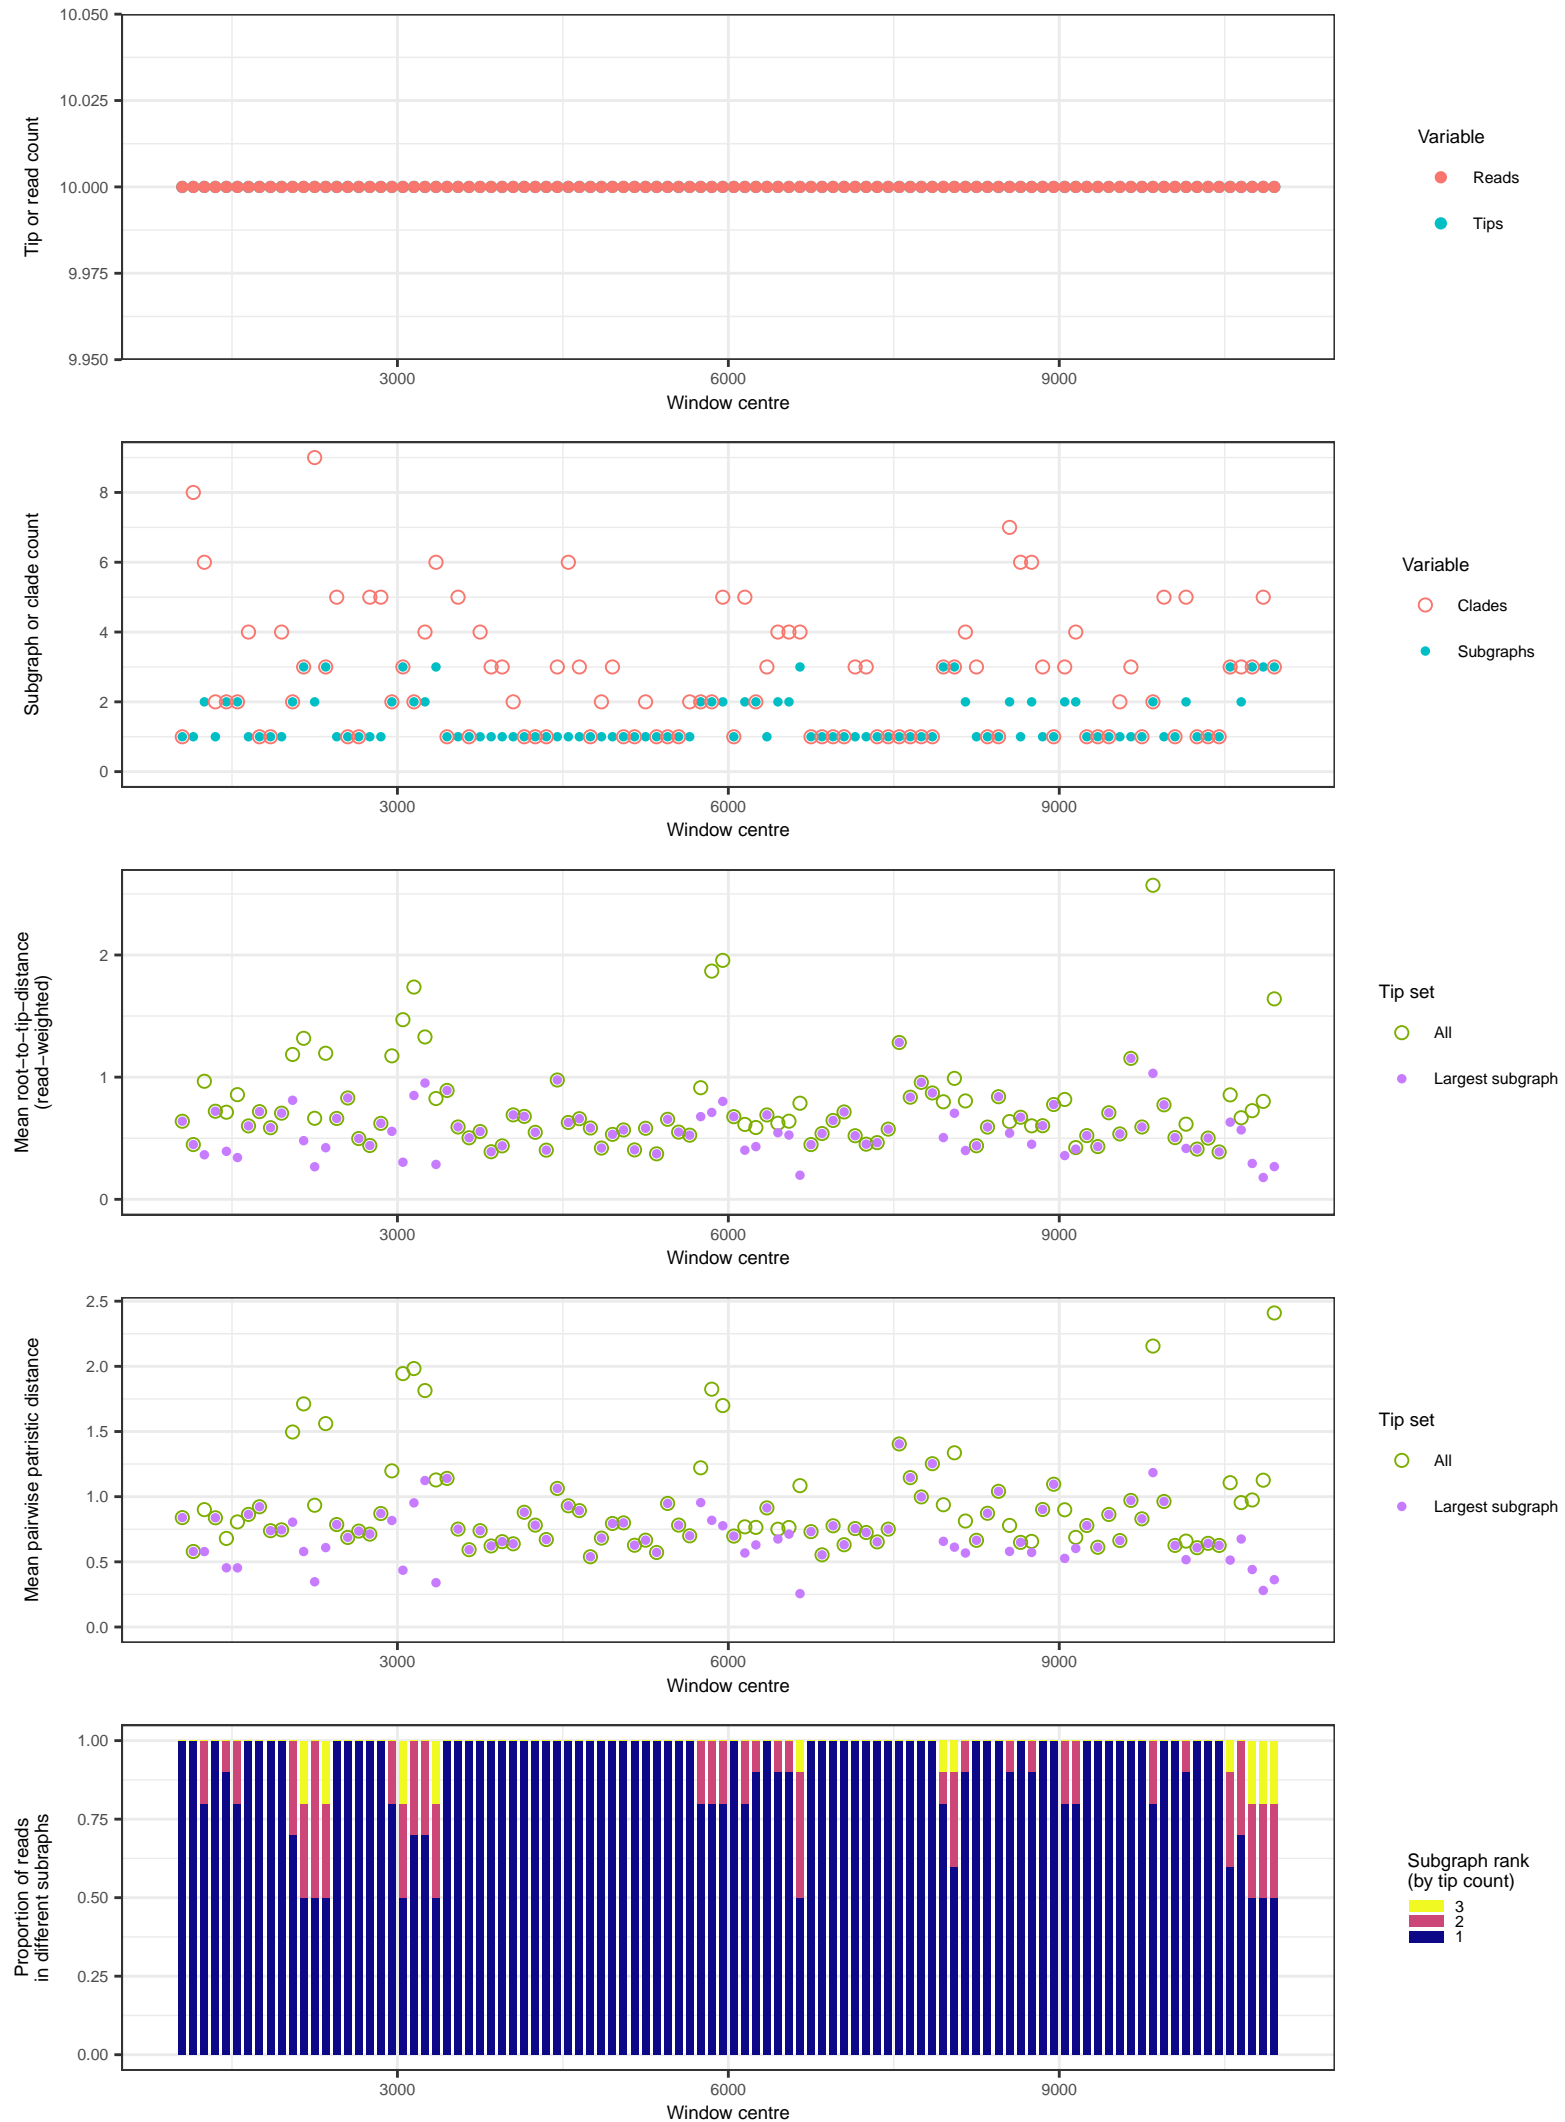 10.050
10.025
10.000
9.975
9.950
Tip or read count
3000
6000
9000
Window centre
Variable
Reads
Tips
8
6
4
2
0
Subgraph or clade count
3000
6000
9000
Window centre
Variable
Clades
Subgraphs
2
1
0
Mean root−to−tip−distance
(read−weighted)
3000
6000
9000
Window centre
Tip set
All
Largest subgraph
2.5
2.0
1.5
1.0
0.5
0.0
Mean pairwise patristic distance
3000
6000
9000
Window centre
Tip set
All
Largest subgraph
1.00
0.75
0.50
0.25
0.00
Proportion of reads
in different subraphs
3000
6000
9000
Window centre
Subgraph rank
(by tip count)
3
2
1